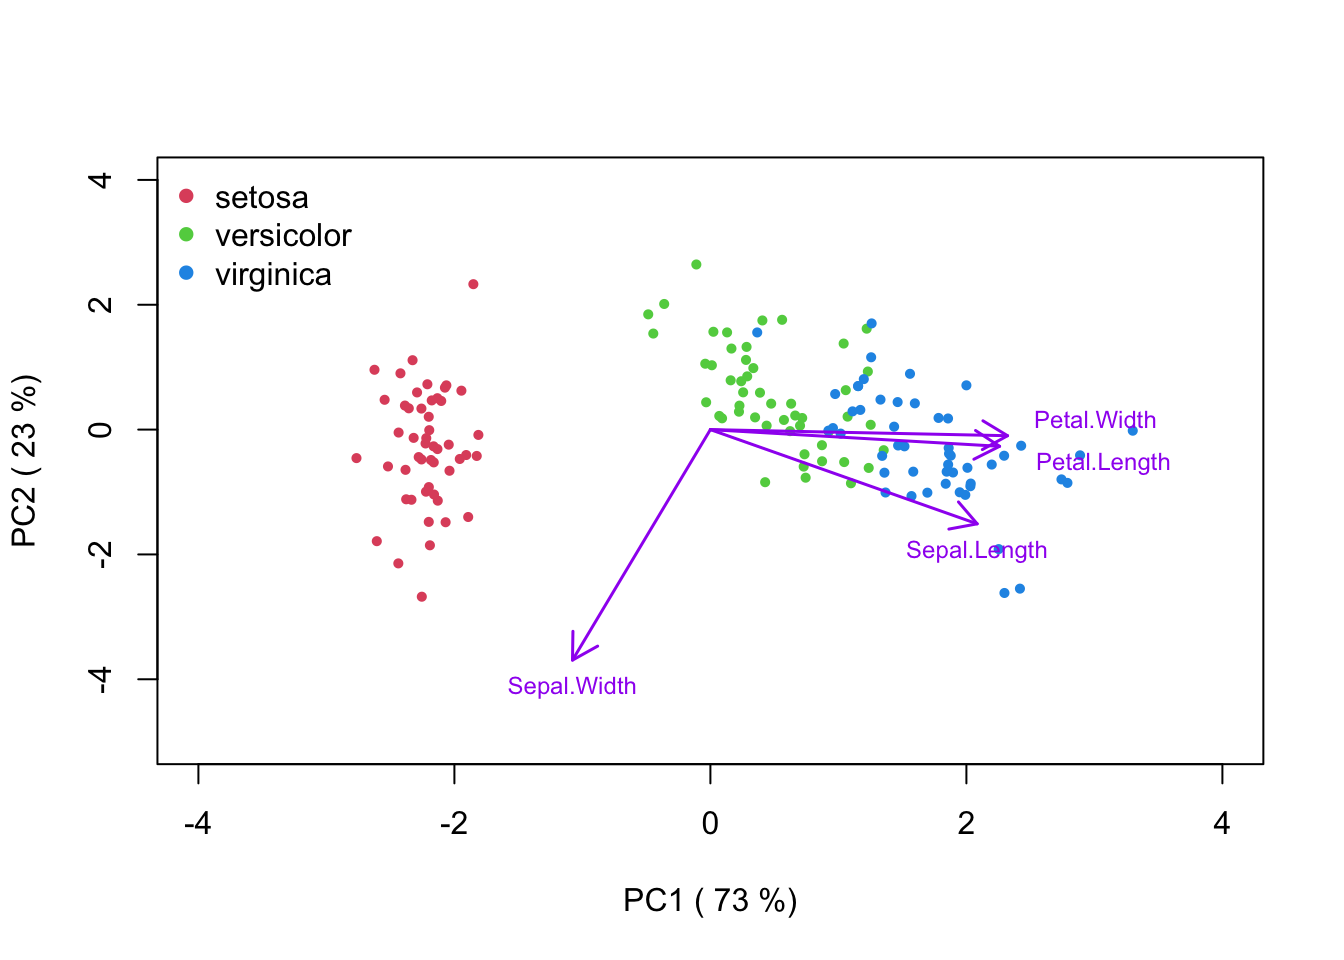 setosa
versicolor
virginica
4
2
0
-2
-4
PC2 ( 23 %)
Petal.Width
Petal.Length
Sepal.Length
Sepal.Width
-4 -2 0 2 4
PC1 ( 73 %)